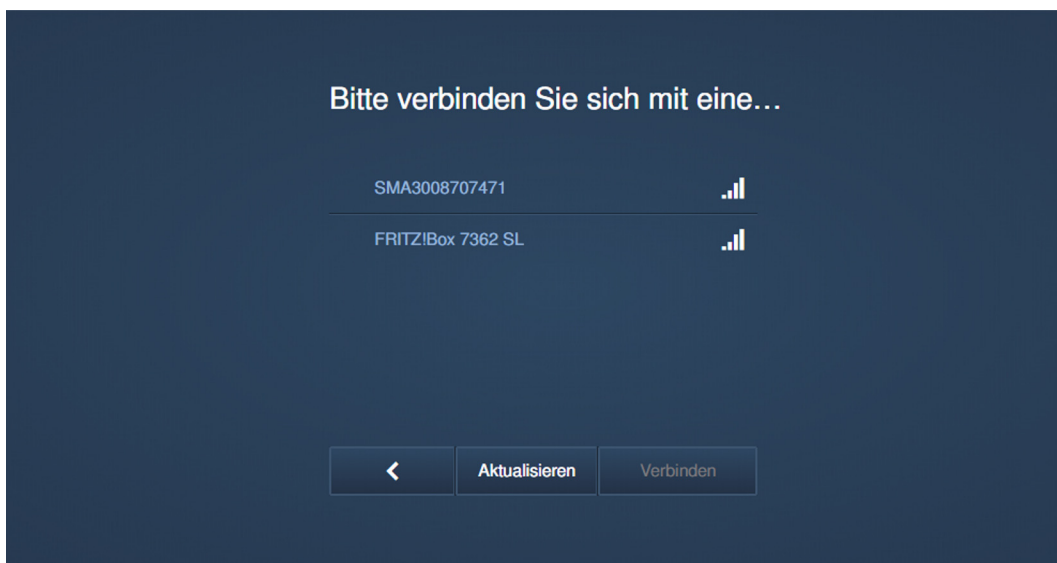 Bitte verbinden Sie sich mit eine...
SMA3008707471
FRITZ!Box 7362 SL
Aktualisieren
Verbinden